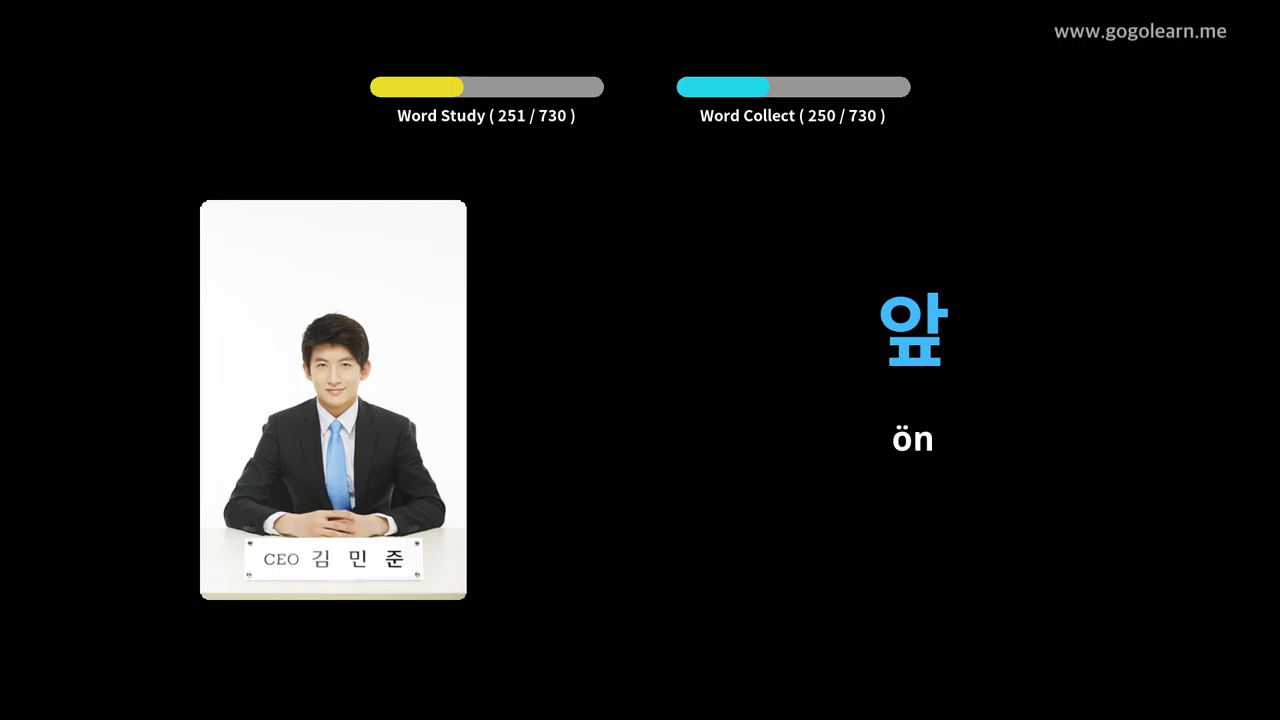 www.gogolearn.me
Word Study ( 251 / 730 )
Word Collect ( 250 / 730 )
앞
ön
CEO 김 민 준